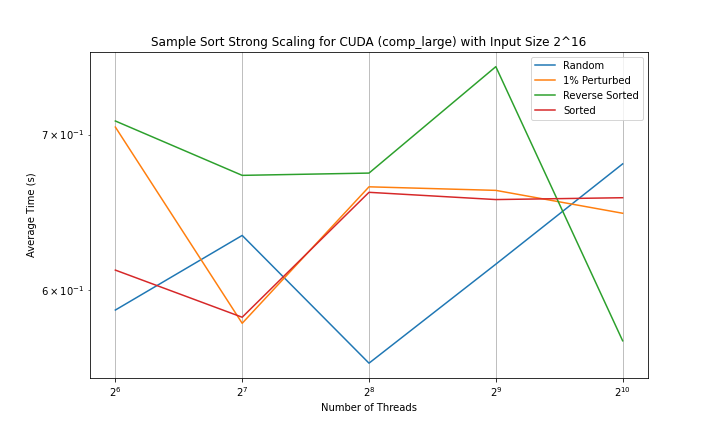 Sample Sort Strong Scaling for CUDA (comp_large) with Input Size 2^16
Random
1% Perturbed
Reverse Sorted
Sorted
7 × 10⁻¹
6 × 10⁻¹
Average Time (s)
2⁶ 2⁷ 2⁸ 2⁹ 2¹⁰
Number of Threads